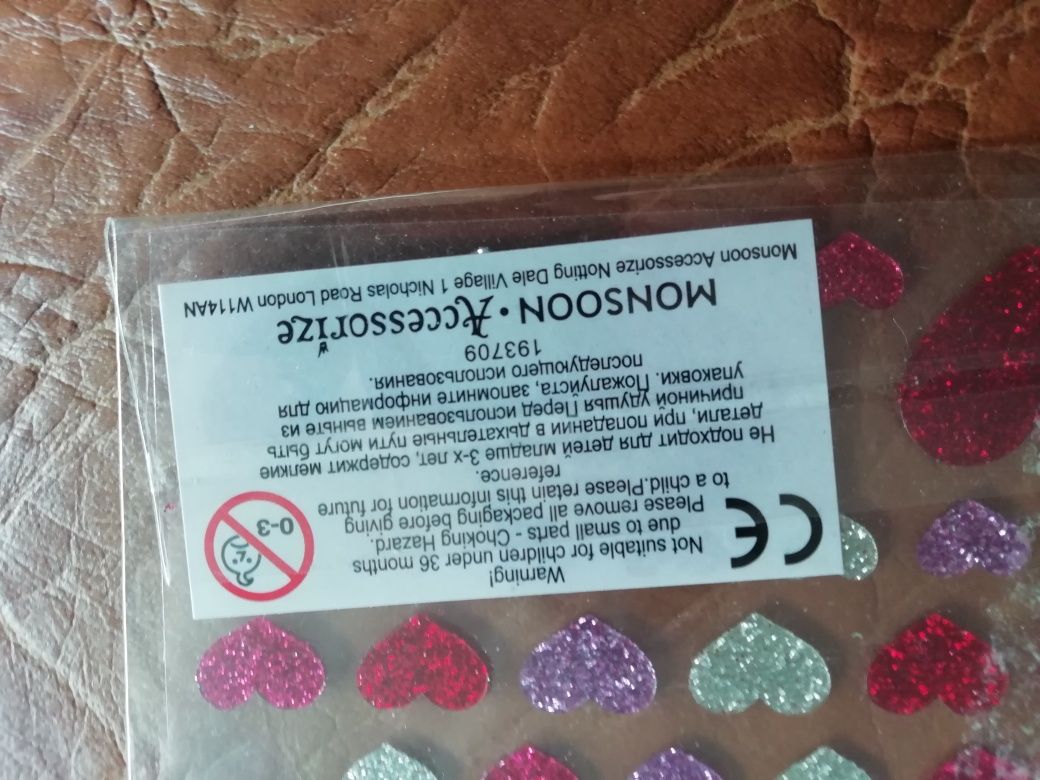 Warning!
Not suitable for children under 36 months
due to small parts - Choking Hazard.
Please remove all packaging before giving
to a child.Please retain this information for future
reference.
0-3
CE
Не подходит для детей младше 3-х лет, содержит мелкие
детали, при попадании в дыхательные пути могут быть
причиной удушья Перед использованием выньте из
упаковки. Пожалуйста, запомните информацию для
последующего использования.
193709
MONSOON • Accessorize
Monsoon Accessorize Notting Dale Village 1 Nicholas Road London W114AN